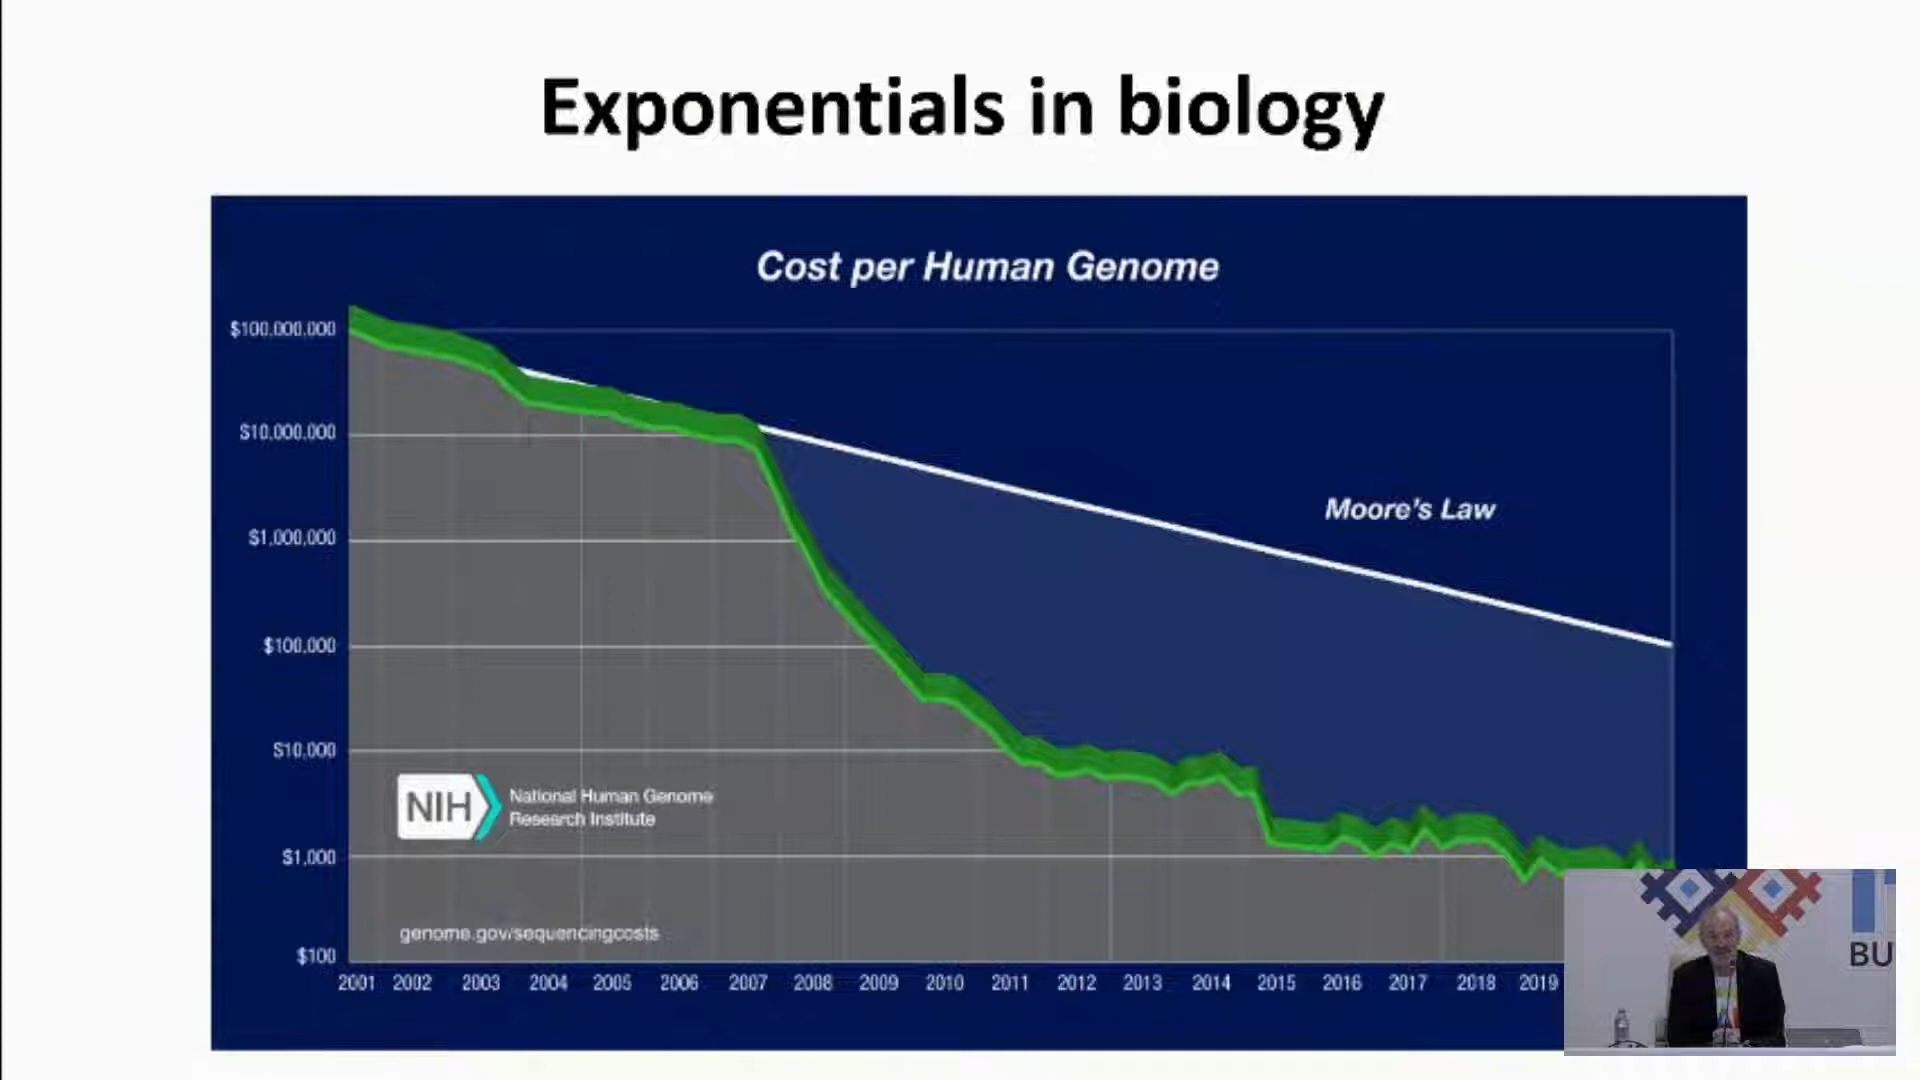 Exponentials in biology
Cost per Human Genome
$100,000,000
$10,000,000
$1,000,000
$100,000
$10,000
$1,000
$100
Moore's Law
NIH
National Human Genome
Research Institute
genome.gov/sequencingcosts
2001 2002 2003 2004 2005 2006 2007 2008 2009 2010 2011 2012 2013 2014 2015 2016 2017 2018 2019
BU